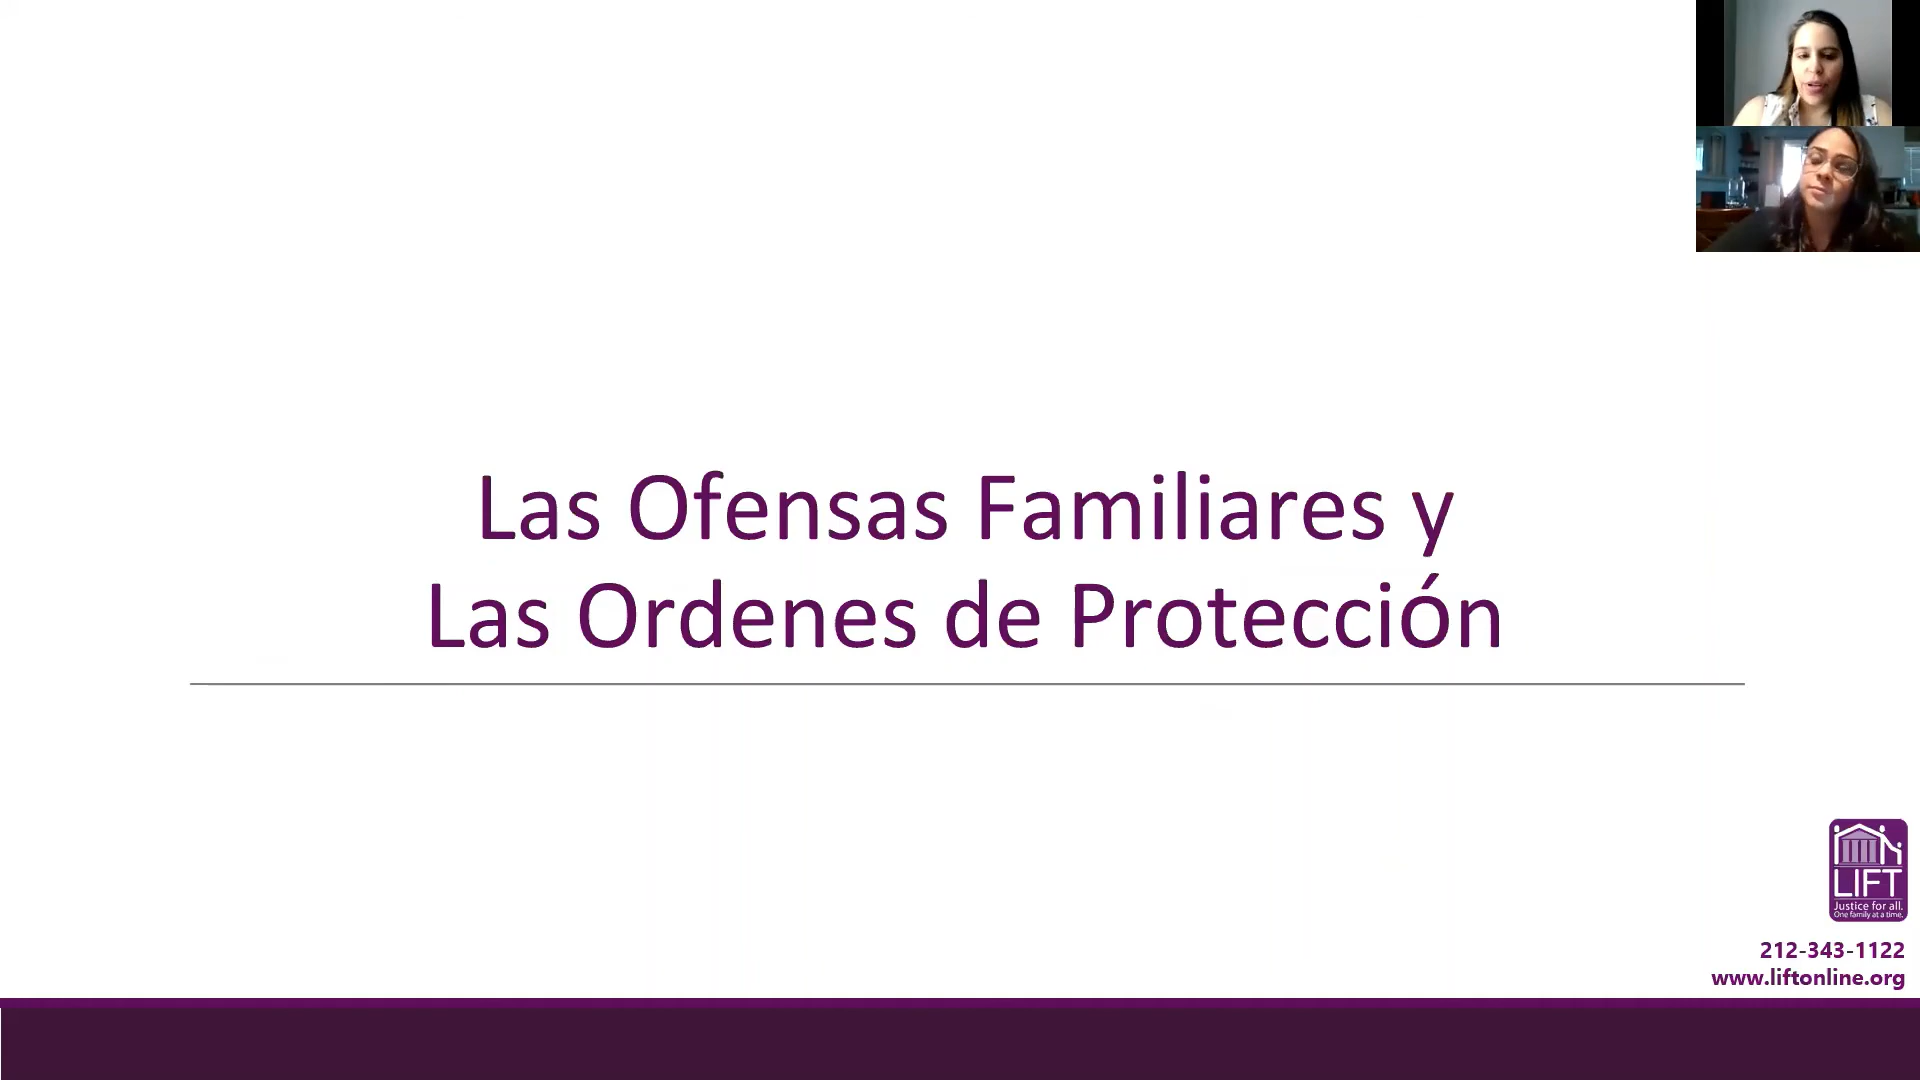 Las Ofensas Familiares y
Las Ordenes de Protección
LIFT
Justice for all.
One family at a time.
212-343-1122
www.liftonline.org